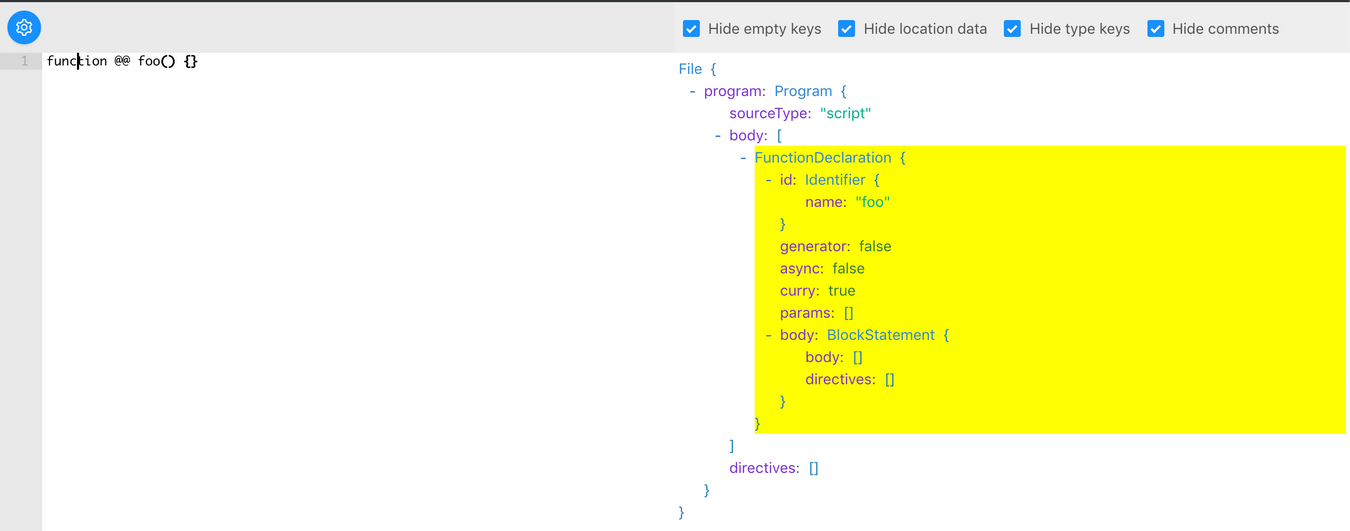 Hide empty keys Hide location data Hide type keys Hide comments
1 function @@ foo() {}
File {
- program: Program {
sourceType: "script"
- body: [
- FunctionDeclaration {
- id: Identifier {
name: "foo"
}
generator: false
async: false
curry: true
params: []
- body: BlockStatement {
body: []
directives: []
}
}
]
directives: []
}
}